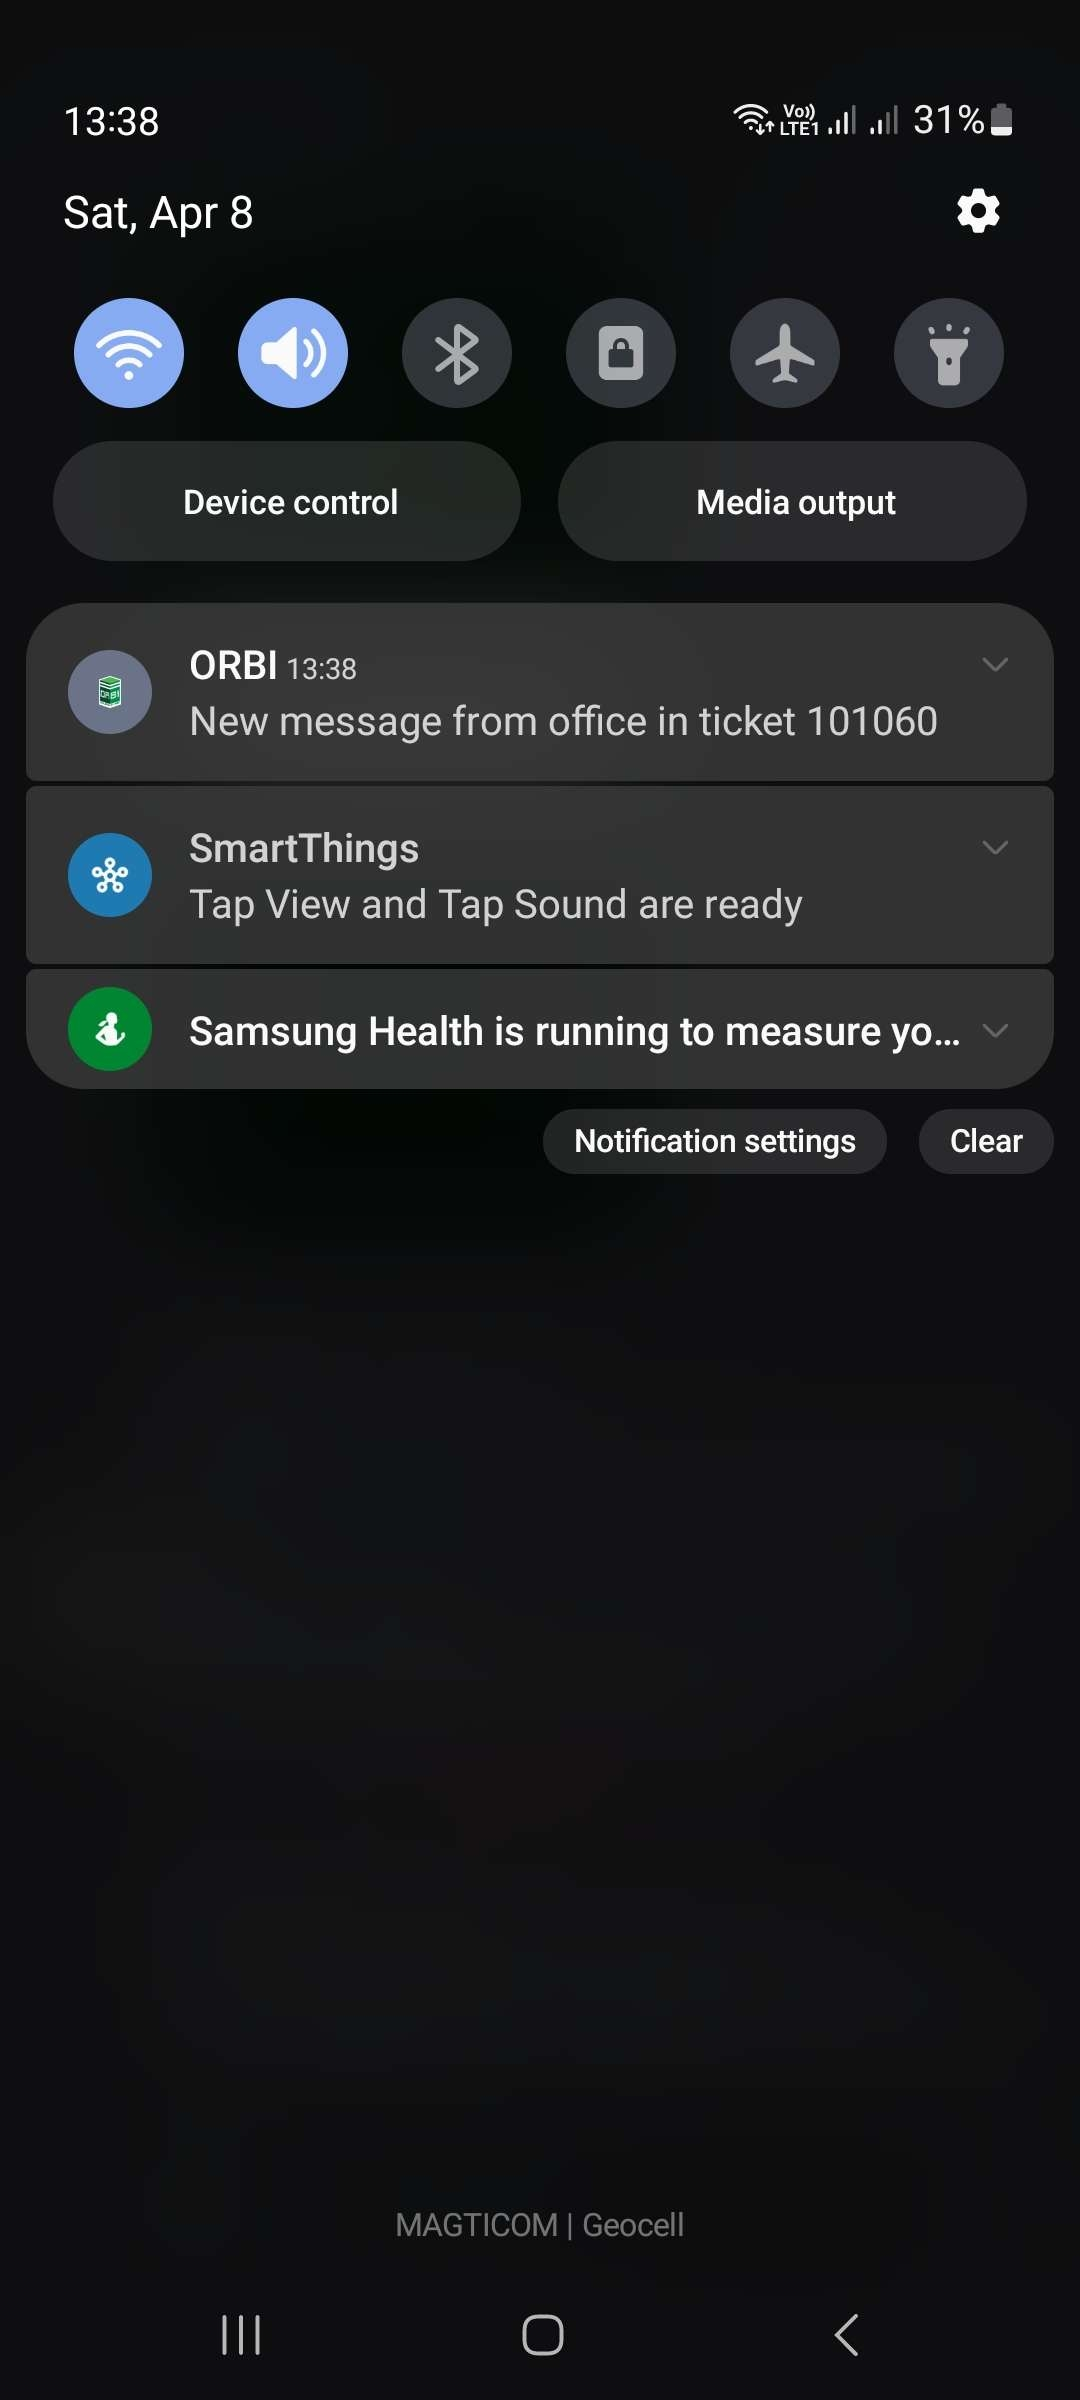 13:38
Vo)) LTE1 31%
Sat, Apr 8
Device control
Media output
ORBI 13:38
New message from office in ticket 101060
SmartThings
Tap View and Tap Sound are ready
Samsung Health is running to measure yo...
Notification settings
Clear
MAGTICOM | Geocell